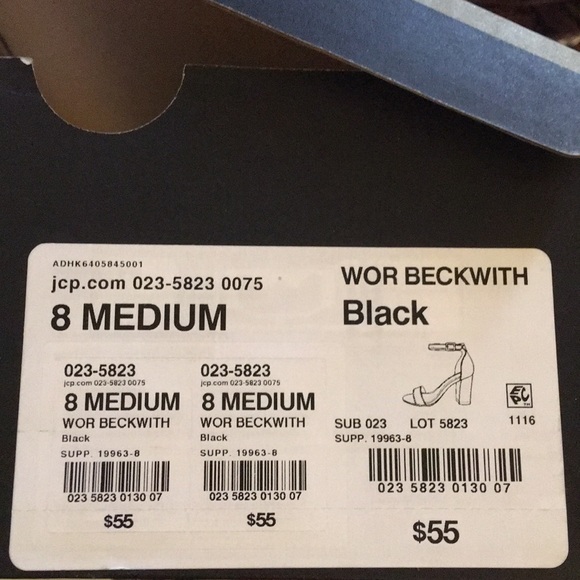 ADHK6405845001
jcp.com 023-5823 0075
8 MEDIUM
WOR BECKWITH
Black
023-5823
jcp.com 023-5823 0075
8 MEDIUM
WOR BECKWITH
Black
SUPP. 19963-8
023 5823 0130 07
$55
023-5823
jcp.com 023-5823 0075
8 MEDIUM
WOR BECKWITH
Black
SUPP. 19963-8
023 5823 0130 07
$55
SUB 023 LOT 5823
SUPP. 19963-8
1116
023 5823 0130 07
$55